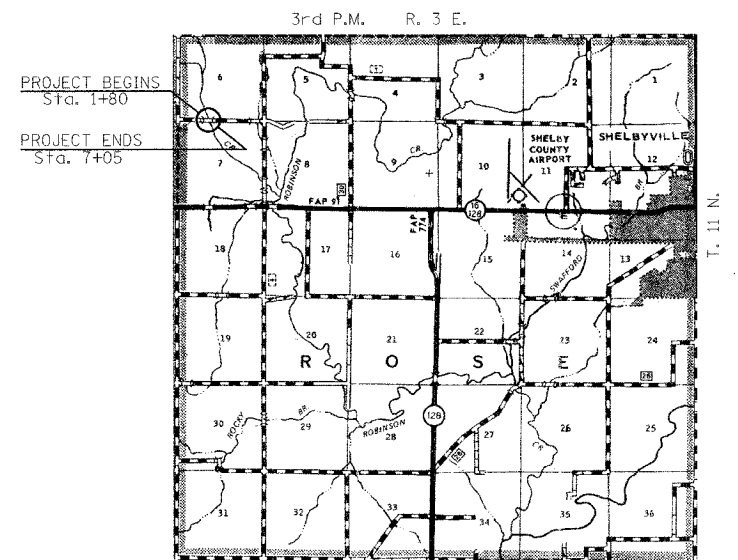 3rd P.M. R. 3 E.
PROJECT BEGINS
Sta. 1+80
PROJECT ENDS
Sta. 7+05
T. 11 N.
6
5
4
3
2
1
7
8
9
10
11
12
CR.
ROBINSON
CR.
SHELBY
COUNTY
AIRPORT
SHELBYVILLE
BR
FAP 91
FAP
774
16
128
18
17
16
15
14
13
SWAFFORD
19
20
21
22
23
24
R O S E
28
30
29
28
27
26
25
ROCKY
BR
ROBINSON
128
28
CR
31
32
33
34
35
36